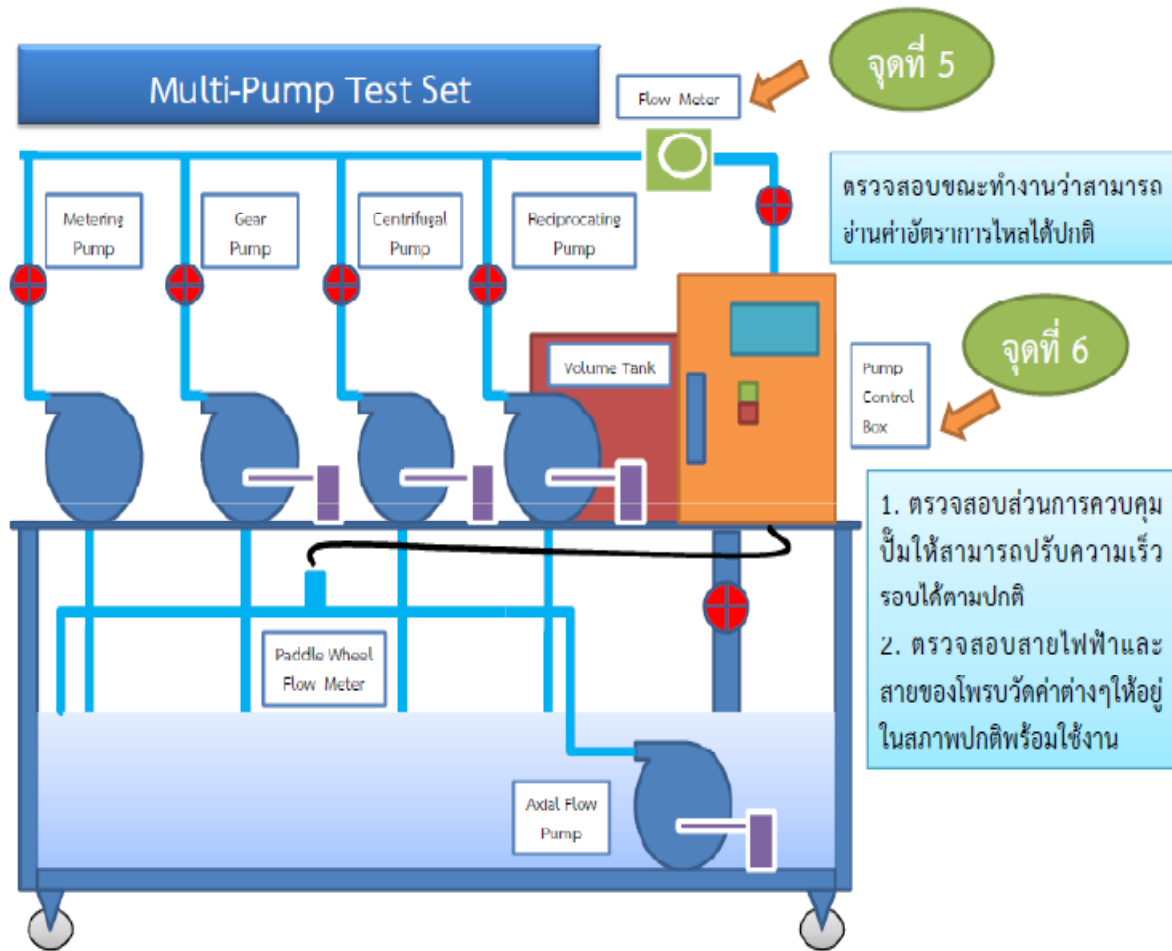 Multi-Pump Test Set
Flow Meter
จุดที่ 5
ตรวจสอบขณะทำงานว่าสามารถ
อ่านค่าอัตราการไหลได้ปกติ
Metering
Pump
Gear
Pump
Centrifugal
Pump
Reciprocating
Pump
Volume Tank
จุดที่ 6
Pump
Control
Box
1. ตรวจสอบส่วนการควบคุม
ปั๊มให้สามารถปรับความเร็ว
รอบได้ตามปกติ
2. ตรวจสอบสายไฟฟ้าและ
สายของโพรบวัดค่าต่างๆให้อยู่
ในสภาพปกติพร้อมใช้งาน
Paddle Wheel
Flow Meter
Axial Flow
Pump